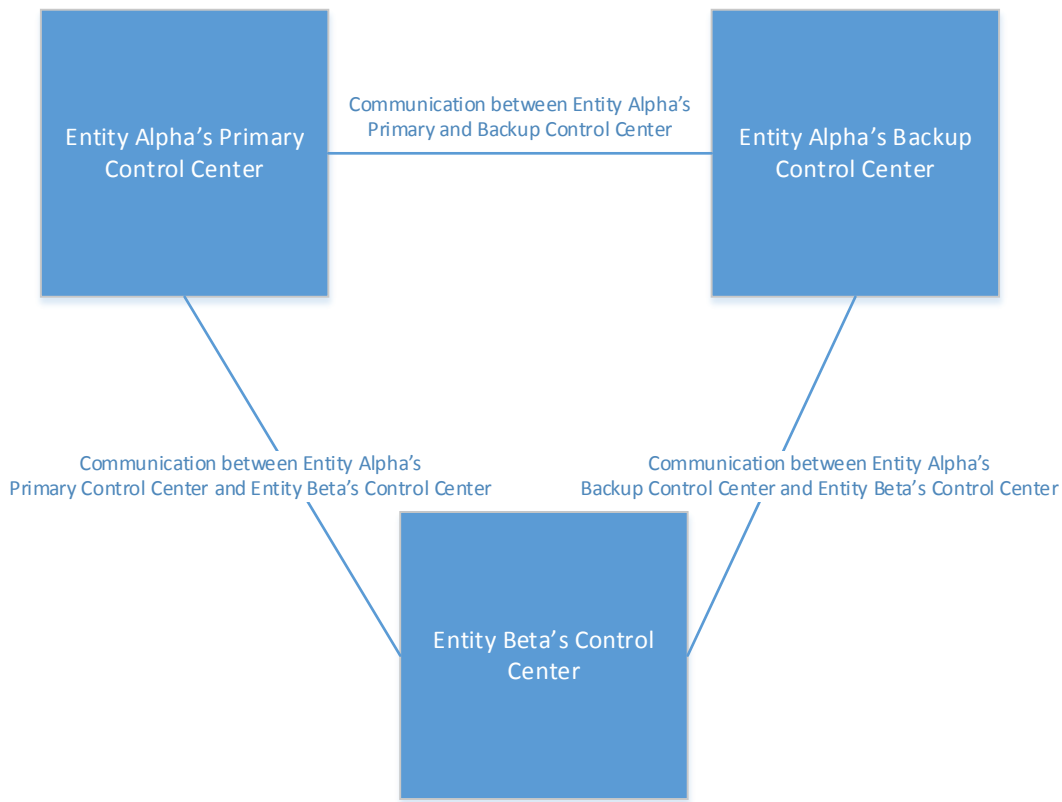 Entity Alpha’s Primary
Control Center
Communication between Entity Alpha’s
Primary and Backup Control Center
Entity Alpha’s Backup
Control Center
Communication between Entity Alpha’s
Primary Control Center and Entity Beta’s Control Center
Communication between Entity Alpha’s
Backup Control Center and Entity Beta’s Control Center
Entity Beta’s Control
Center